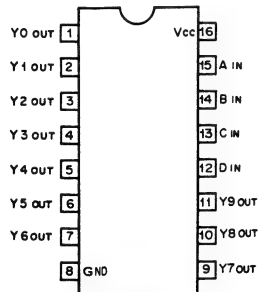 Y0 OUT 1 Vcc 16
Y1 OUT 2 15 A IN
Y2 OUT 3 14 B IN
Y3 OUT 4 13 C IN
Y4 OUT 5 12 D IN
Y5 OUT 6 11 Y9 OUT
Y6 OUT 7 10 Y8 OUT
8 GND 9 Y7 OUT